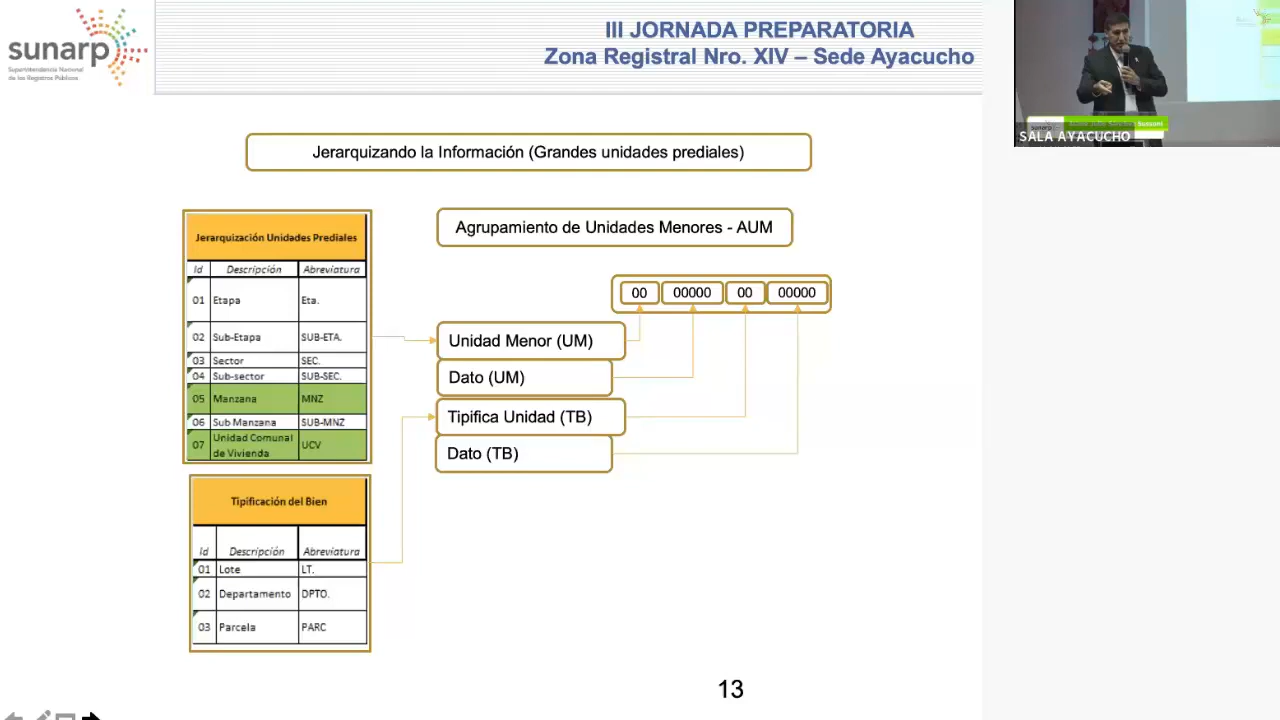 sunarp
Superintendencia Nacional
de los Registros Públicos
III JORNADA PREPARATORIA
Zona Registral Nro. XIV – Sede Ayacucho
SALA AYACUCHO
Jerarquizando la Información (Grandes unidades prediales)
Jerarquización Unidades Prediales
Id Descripción Abreviatura
01 Etapa Eta.
02 Sub-Etapa SUB-ETA.
03 Sector SEC.
04 Sub-sector SUB-SEC.
05 Manzana MNZ
06 Sub Manzana SUB-MNZ
07 Unidad Comunal de Vivienda UCV
Agrupamiento de Unidades Menores - AUM
00 00000 00 00000
Unidad Menor (UM)
Dato (UM)
Tipifica Unidad (TB)
Dato (TB)
Tipificación del Bien
Id Descripción Abreviatura
01 Lote LT.
02 Departamento DPTO.
03 Parcela PARC
13